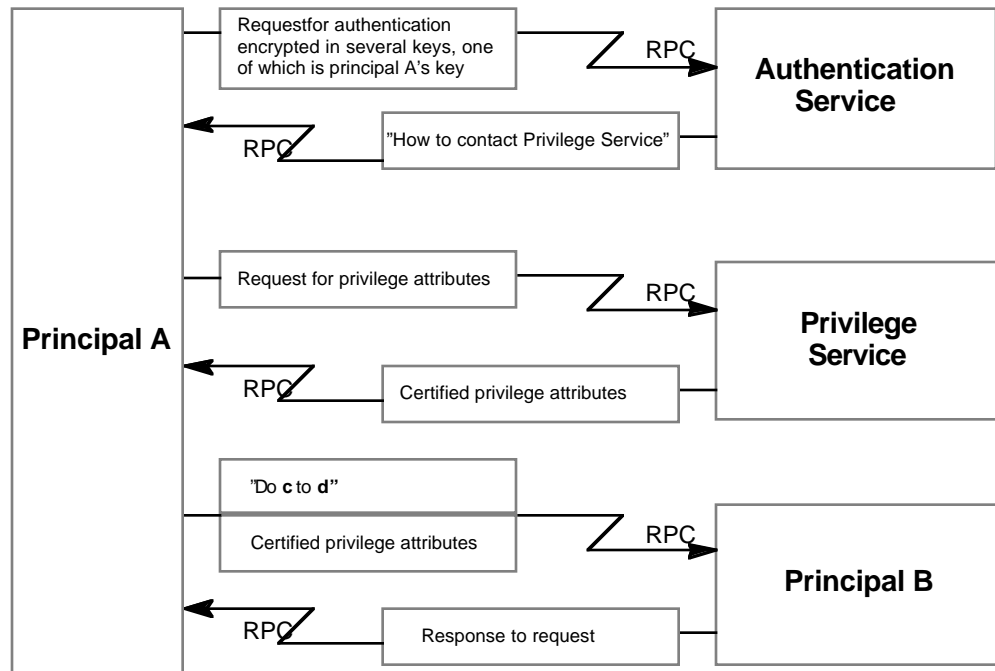 Requestfor authentication
encrypted in several keys, one
of which is principal A's key
RPC
Authentication
Service
"How to contact Privilege Service"
RPC
Request for privilege attributes
RPC
Privilege
Service
Principal A
Certified privilege attributes
RPC
"Do c to d"
Certified privilege attributes
RPC
Principal B
Response to request
RPC